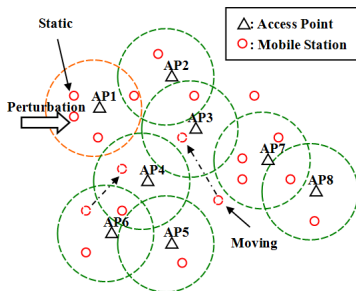 Static
: Access Point
: Mobile Station
AP2
AP1
Perturbation
AP3
AP7
AP4
AP8
AP6
AP5
Moving